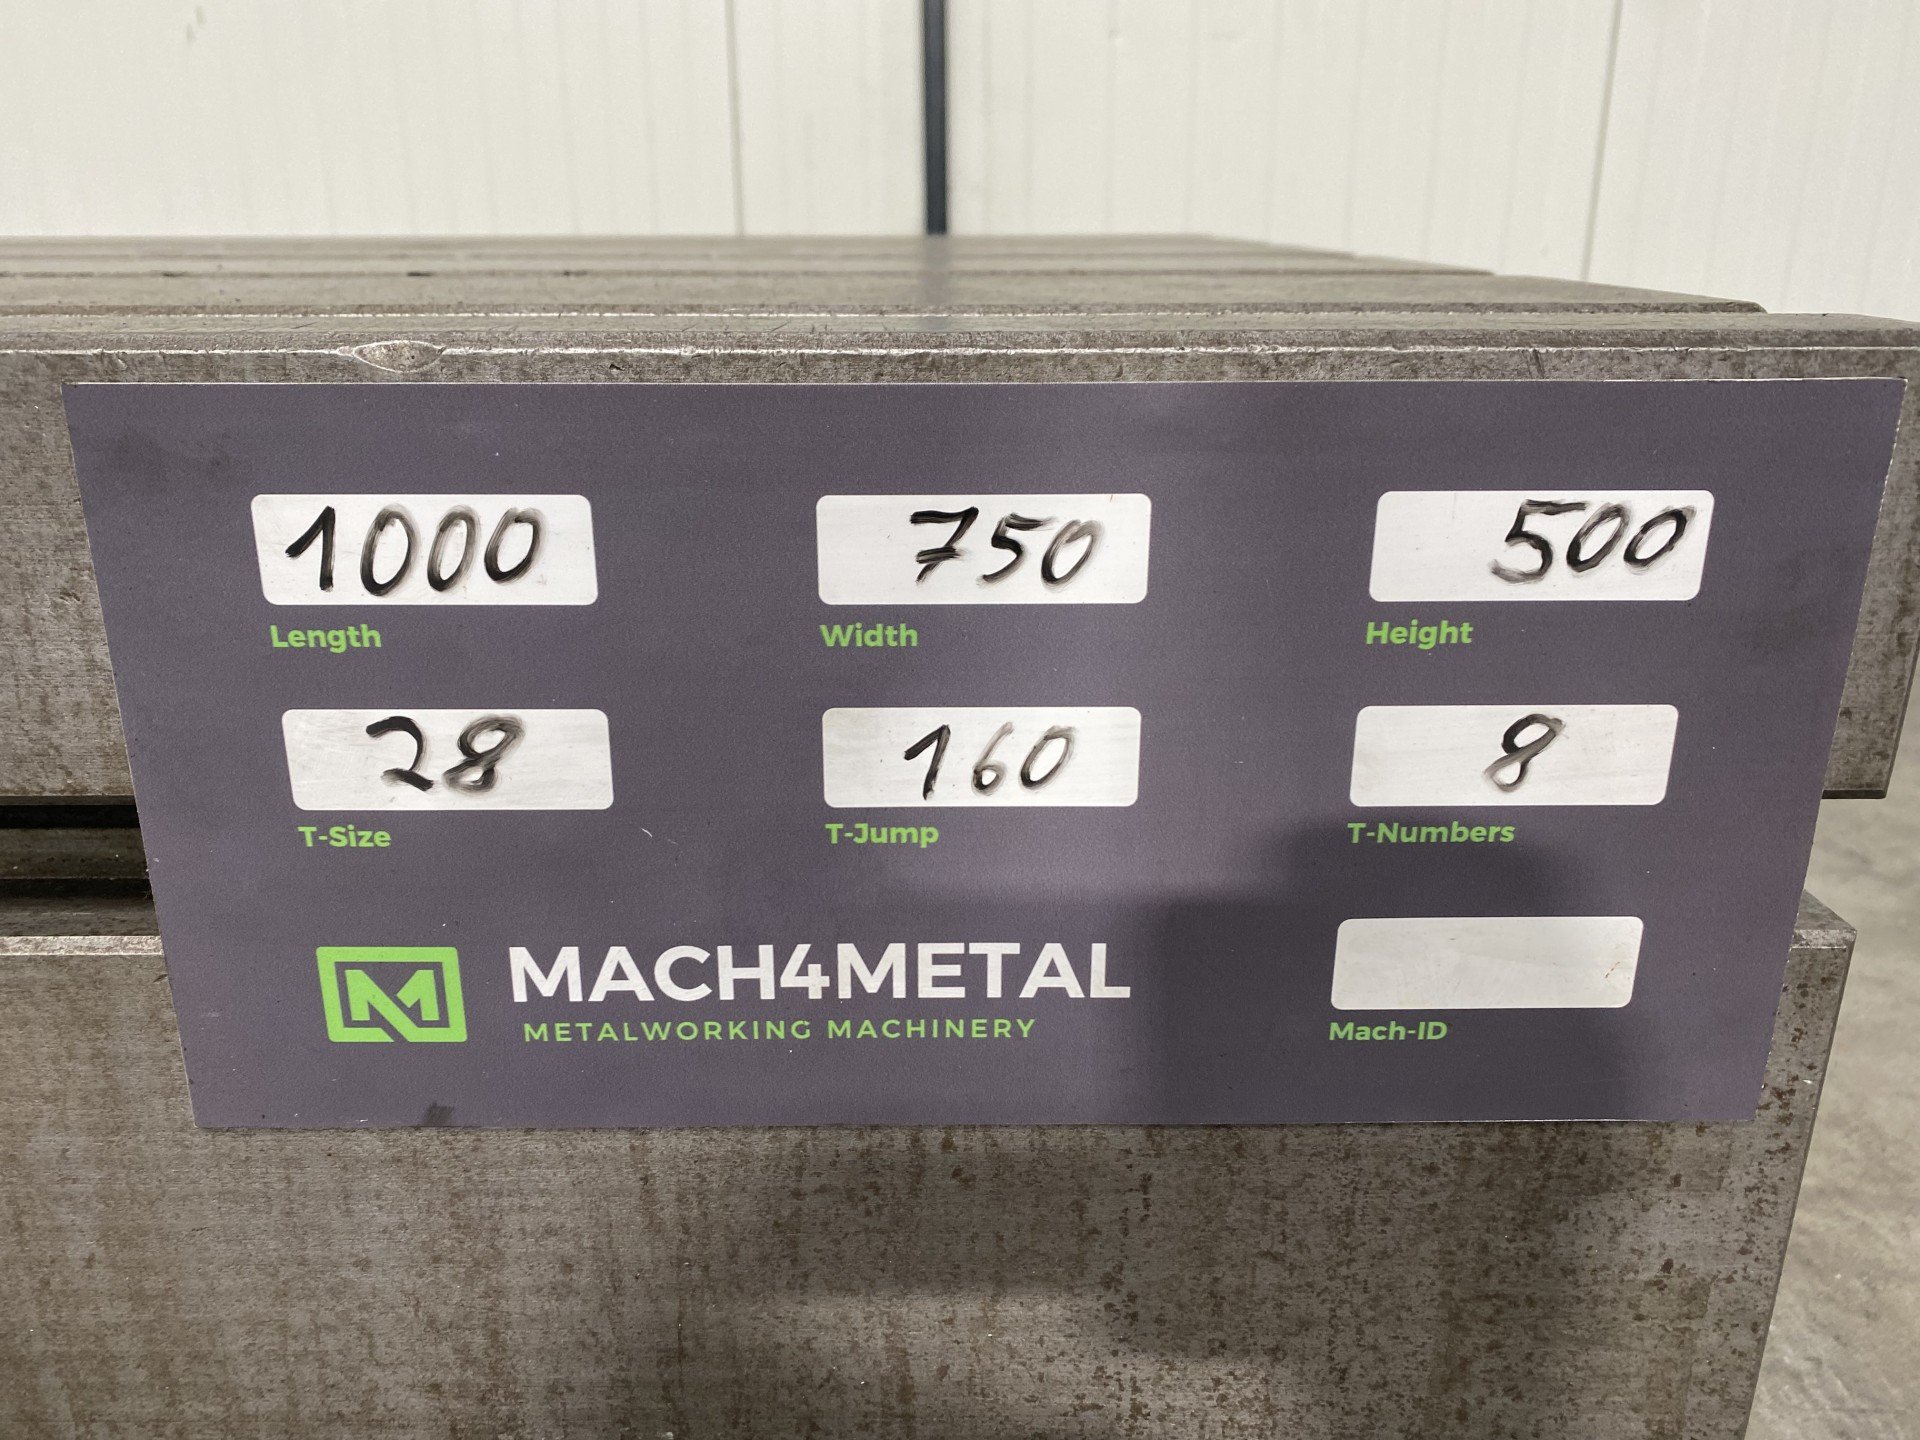 1000 750 500
Length Width Height
28 160 8
T-Size T-Jump T-Numbers
M MACH4METAL
METALWORKING MACHINERY
Mach-ID